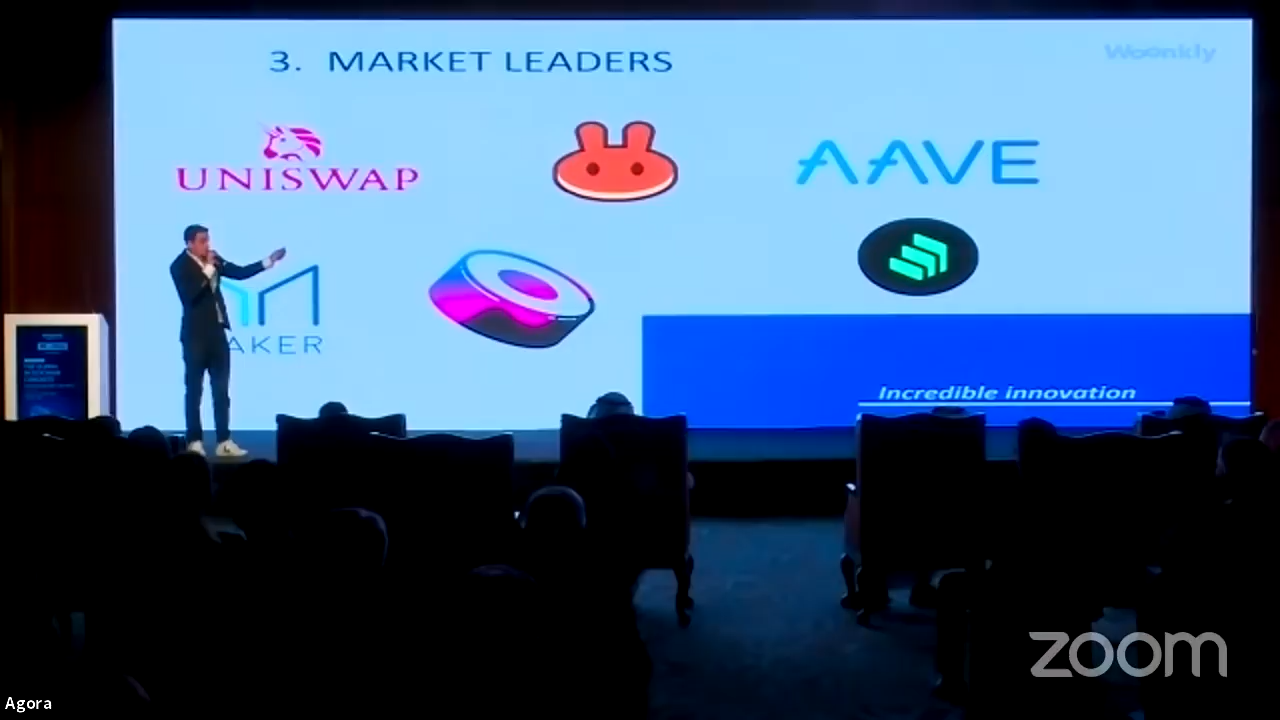 3. MARKET LEADERS
Woonkly
UNISWAP
AAVE
AKER
Incredible innovation
zoom
Agora